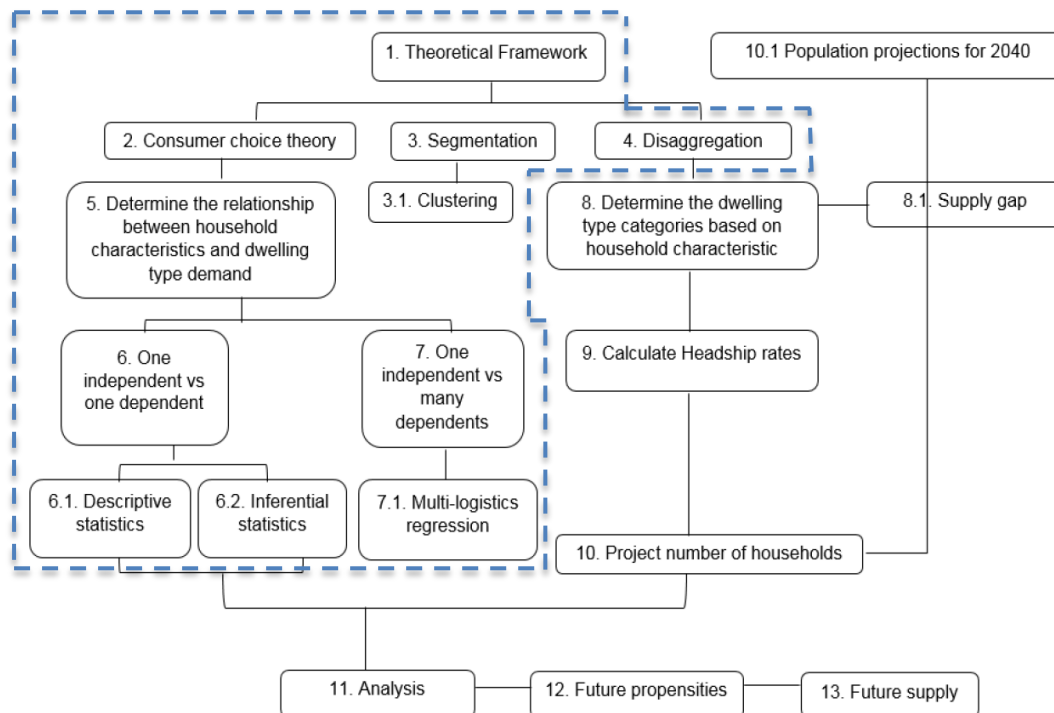 1. Theoretical Framework
10.1 Population projections for 2040
2. Consumer choice theory
3. Segmentation
4. Disaggregation
3.1. Clustering
5. Determine the relationship
between household
characteristics and dwelling
type demand
8. Determine the dwelling
type categories based on
household characteristic
8.1. Supply gap
6. One
independent vs
one dependent
7. One
independent vs
many
dependents
9. Calculate Headship rates
6.1. Descriptive
statistics
6.2. Inferential
statistics
7.1. Multi-logistics
regression
10. Project number of households
11. Analysis
12. Future propensities
13. Future supply